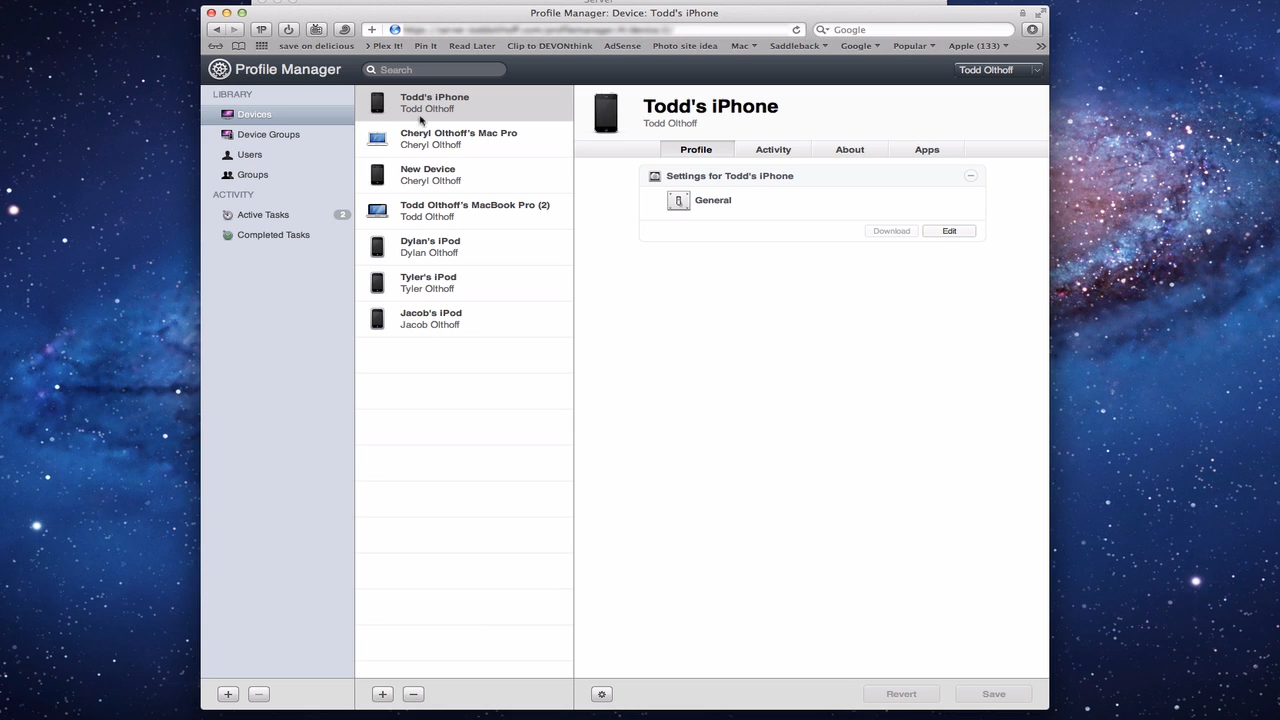 Server
Profile Manager: Device: Todd's iPhone
1P
Google
save on delicious
> Plex It!
Pin It
Read Later
Clip to DEVONthink
AdSense
Photo site idea
Mac
Saddleback
Google
Popular
Apple (133)
Profile Manager
Search
Todd Olthoff
LIBRARY
Devices
Device Groups
Users
Groups
ACTIVITY
Active Tasks
2
Completed Tasks
Todd's iPhone
Todd Olthoff
Cheryl Olthoff's Mac Pro
Cheryl Olthoff
New Device
Cheryl Olthoff
Todd Olthoff's MacBook Pro (2)
Todd Olthoff
Dylan's iPod
Dylan Olthoff
Tyler's iPod
Tyler Olthoff
Jacob's iPod
Jacob Olthoff
Todd's iPhone
Todd Olthoff
Profile
Activity
About
Apps
Settings for Todd's iPhone
General
Download
Edit
Revert
Save